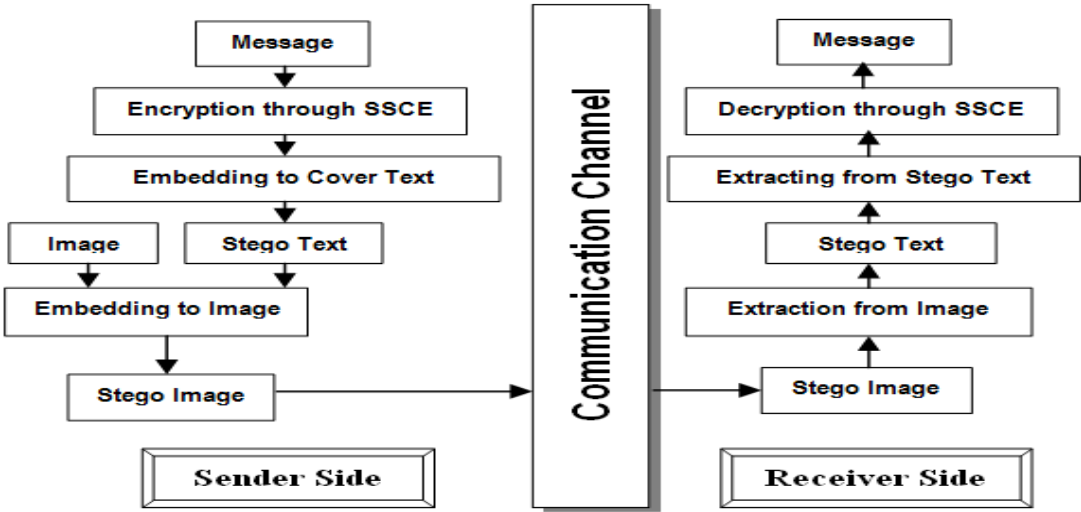 Message
Encryption through SSCE
Embedding to Cover Text
Image
Stego Text
Embedding to Image
Stego Image
Sender Side
Communication Channel
Message
Decryption through SSCE
Extracting from Stego Text
Stego Text
Extraction from Image
Stego Image
Receiver Side